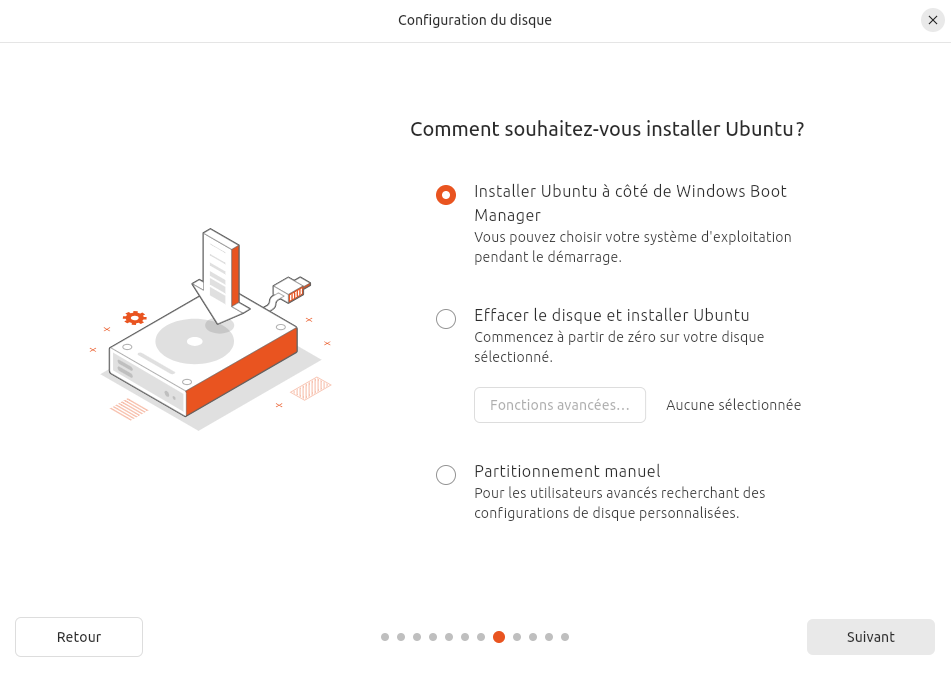 Configuration du disque
Comment souhaitez-vous installer Ubuntu ?
Installer Ubuntu à côté de Windows Boot
Manager
Vous pouvez choisir votre système d'exploitation
pendant le démarrage.
Effacer le disque et installer Ubuntu
Commencez à partir de zéro sur votre disque
sélectionné.
Fonctions avancées... Aucune sélectionnée
Partitionnement manuel
Pour les utilisateurs avancés recherchant des
configurations de disque personnalisées.
Retour
Suivant